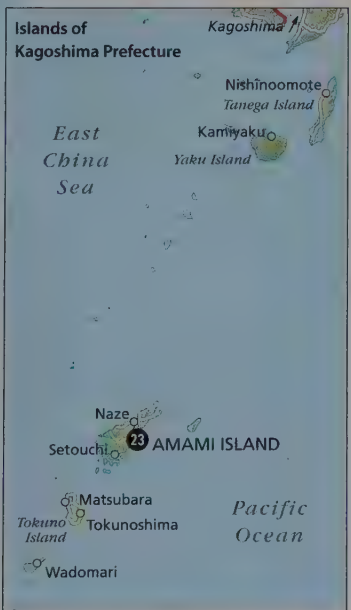 Islands of
Kagoshima Prefecture
Kagoshima
Nishinoomote
Tanega Island
Kamiyaku
Yaku Island
East
China
Sea
Naze
23 AMAMI ISLAND
Setouchi
Matsubara
Tokuno
Island
Tokunoshima
Pacific
Ocean
Wadomari